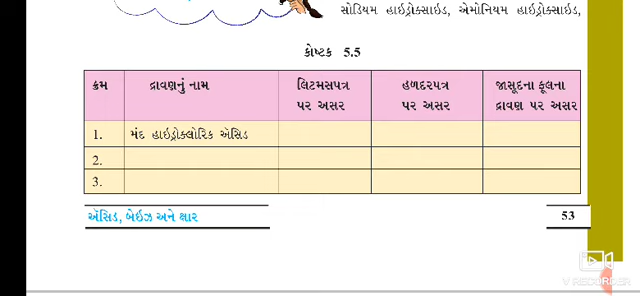 સોડિયમ હાઇડ્રોક્સાઇડ, એમોનિયમ હાઇડ્રોક્સાઇડ,
કોષ્ટક 5.5
ક્રમ દ્રાવણનું નામ લિટમસપત્ર પર અસર હળદરપત્ર પર અસર જાસૂદના ફૂલના દ્રાવણ પર અસર
1. મંદ હાઇડ્રોક્લોરિક ઍસિડ
2.
3.
ઍસિડ, બેઇઝ અને ક્ષાર 53
V RECORDER